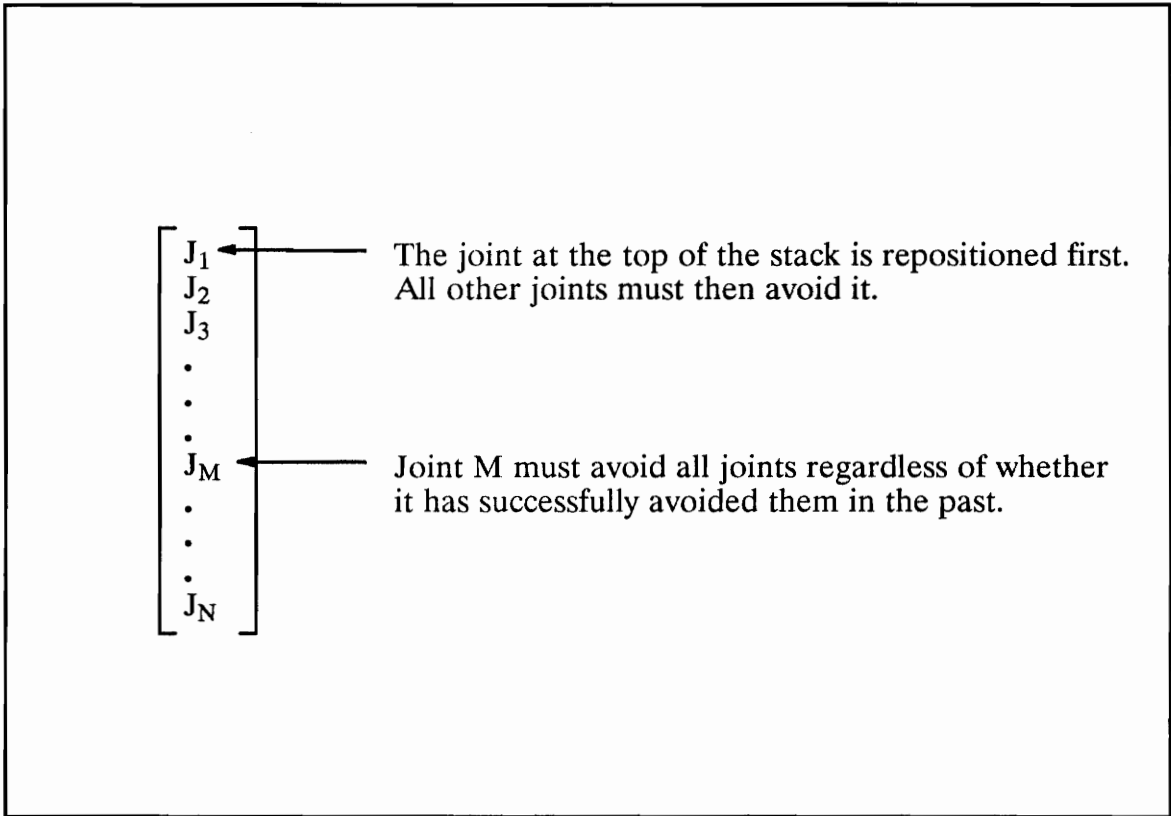 J1 The joint at the top of the stack is repositioned first.
J2 All other joints must then avoid it.
J3
.
.
.
JM Joint M must avoid all joints regardless of whether
. it has successfully avoided them in the past.
.
.
JN